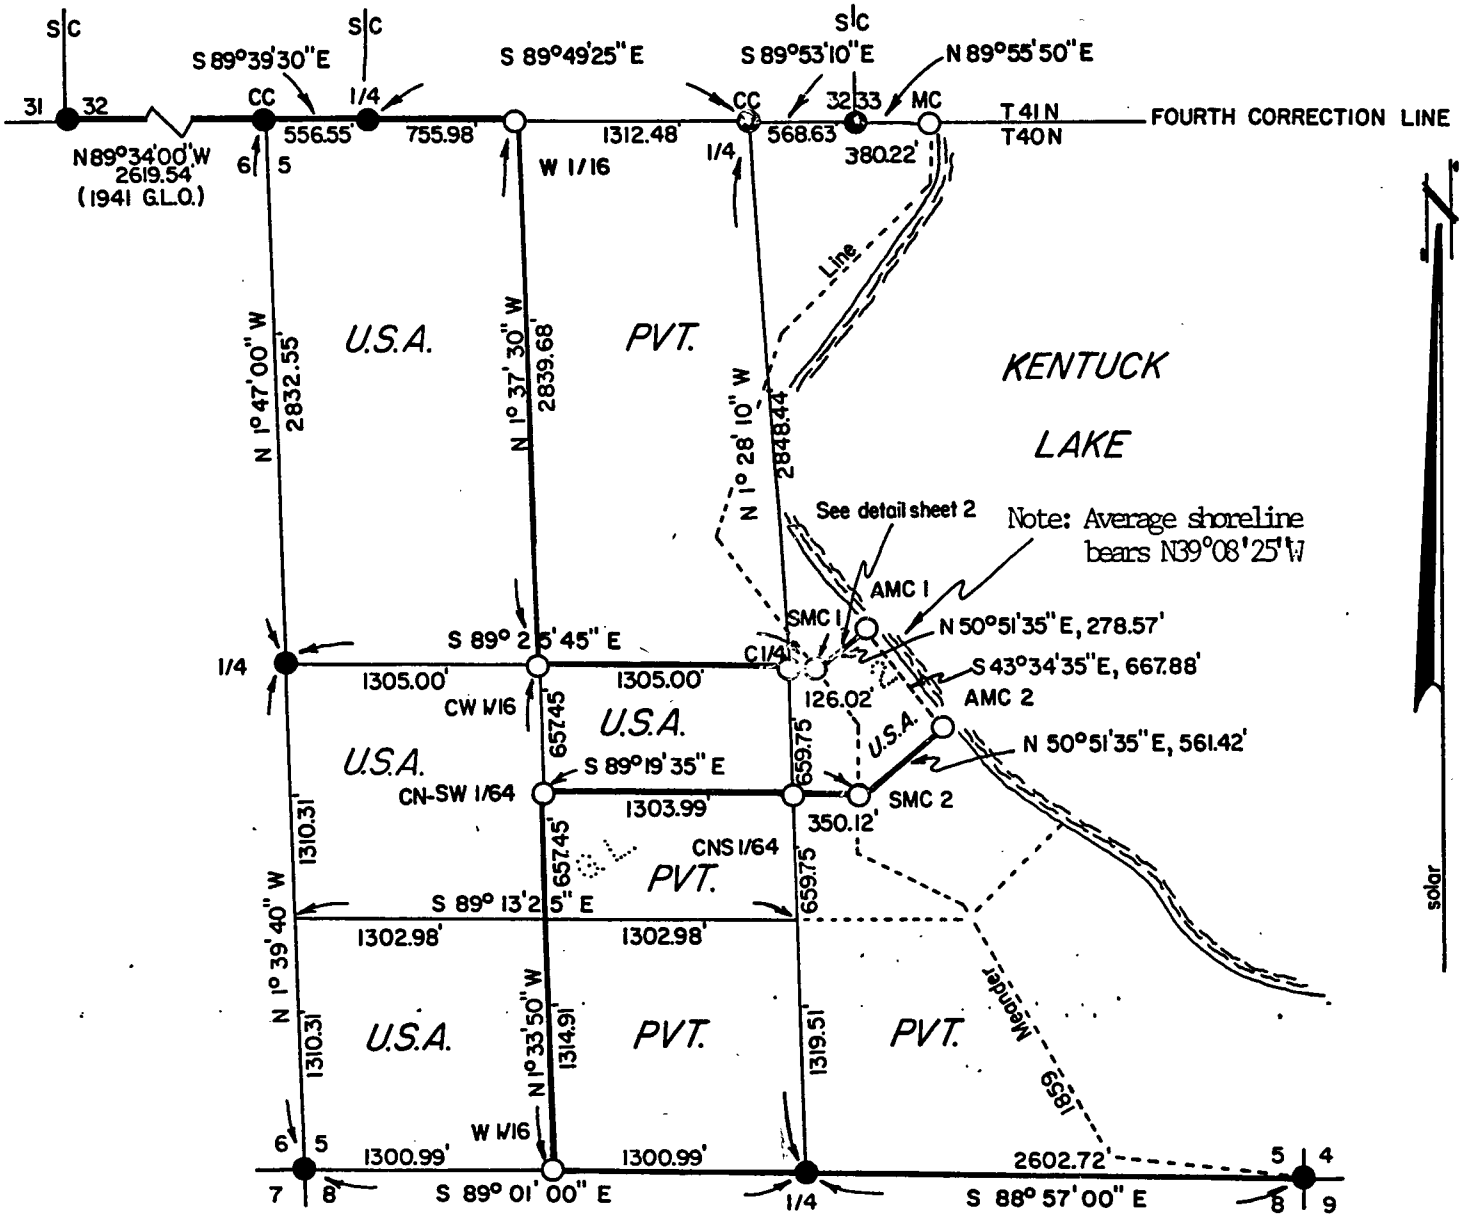 S|C
S|C
S|C
S 89°39'30" E
S 89°49'25" E
S 89°53'10" E
N 89°55'50" E
31 32
CC
1/4
CC
32 33
MC
T 41 N
T 40 N
FOURTH CORRECTION LINE
556.55'
755.98'
1312.48'
568.63'
380.22'
N 89°34'00" W
2619.54'
(1941 G.L.O.)
6 5
W 1/16
1/4
Line
N 1°47'00" W
2832.55'
U.S.A.
N 1°37'30" W
2839.68'
PVT.
N 1°28'10" W
2848.44
KENTUCK
LAKE
See detail sheet 2
Note: Average shoreline
bears N39°08'25"W
AMC 1
SMC 1
N 50°51'35" E, 278.57'
S 43°34'35" E, 667.88'
AMC 2
N 50°51'35" E, 561.42'
1/4
S 89°25'45" E
1305.00'
1305.00'
C 1/4
126.02'
CW 1/16
657.45'
U.S.A.
659.75'
U.S.A.
U.S.A.
S 89°19'35" E
CN-SW 1/64
1303.99'
350.12'
SMC 2
1310.31'
657.45'
G L
CNS 1/64
PVT.
659.75'
N 1°39'40" W
S 89°13'25" E
1302.98'
1302.98'
solar
1310.31'
U.S.A.
N 1°33'50" W
1314.91'
PVT.
1319.51'
PVT.
Meander
1859
6 5
W 1/16
1300.99'
1300.99'
2602.72'
5 4
7 8
S 89°01'00" E
1/4
S 88°57'00" E
8 9